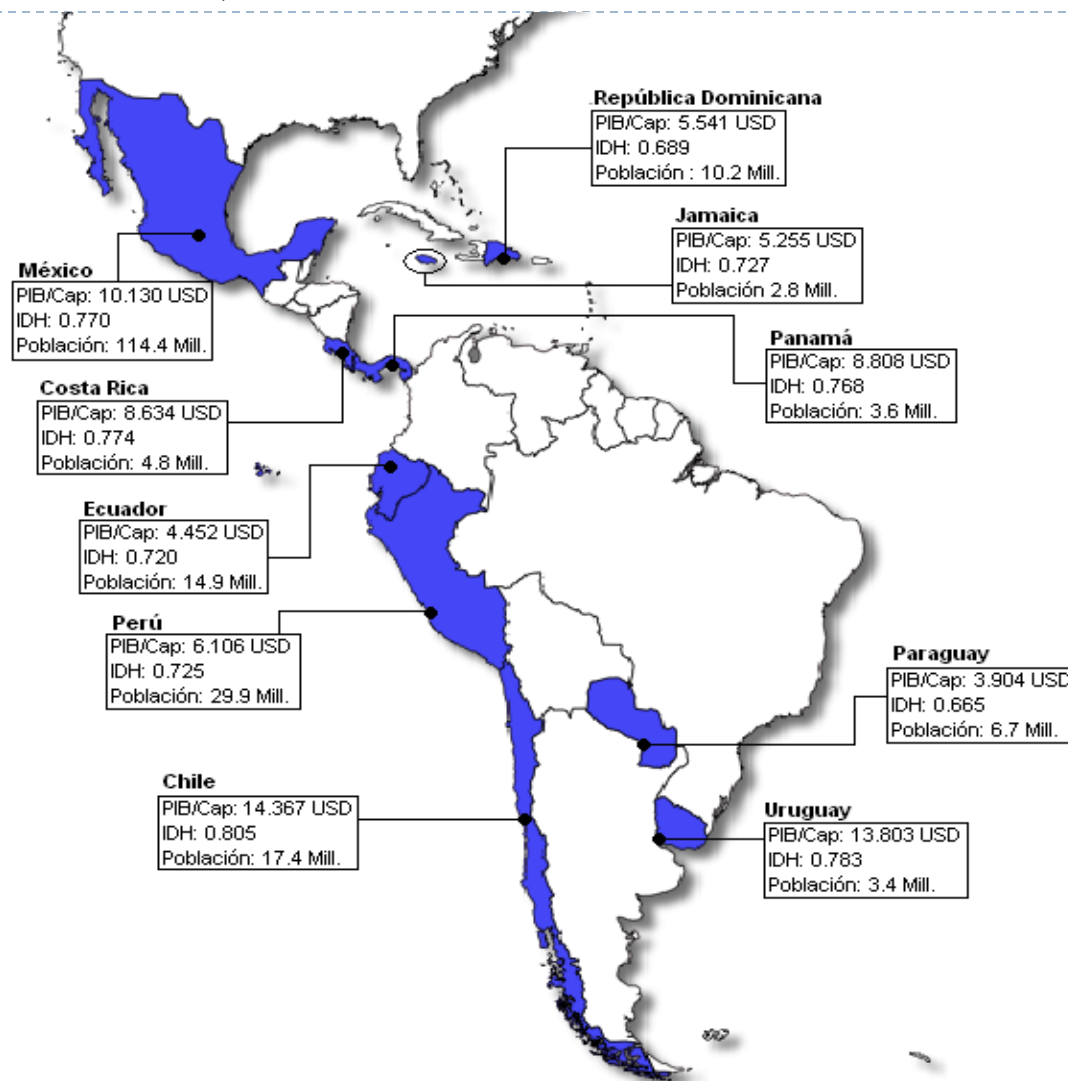 República Dominicana
PIB/Cap: 5.541 USD
IDH: 0.689
Población : 10.2 Mill.
Jamaica
PIB/Cap: 5.255 USD
IDH: 0.727
Población 2.8 Mill.
México
PIB/Cap: 10.130 USD
IDH: 0.770
Población: 114.4 Mill.
Panamá
PIB/Cap: 8.808 USD
IDH: 0.768
Población: 3.6 Mill.
Costa Rica
PIB/Cap: 8.634 USD
IDH: 0.774
Población: 4.8 Mill.
Ecuador
PIB/Cap: 4.452 USD
IDH: 0.720
Población: 14.9 Mill.
Perú
PIB/Cap: 6.106 USD
IDH: 0.725
Población: 29.9 Mill.
Paraguay
PIB/Cap: 3.904 USD
IDH: 0.665
Población: 6.7 Mill.
Chile
PIB/Cap: 14.367 USD
IDH: 0.805
Población: 17.4 Mill.
Uruguay
PIB/Cap: 13.803 USD
IDH: 0.783
Población: 3.4 Mill.